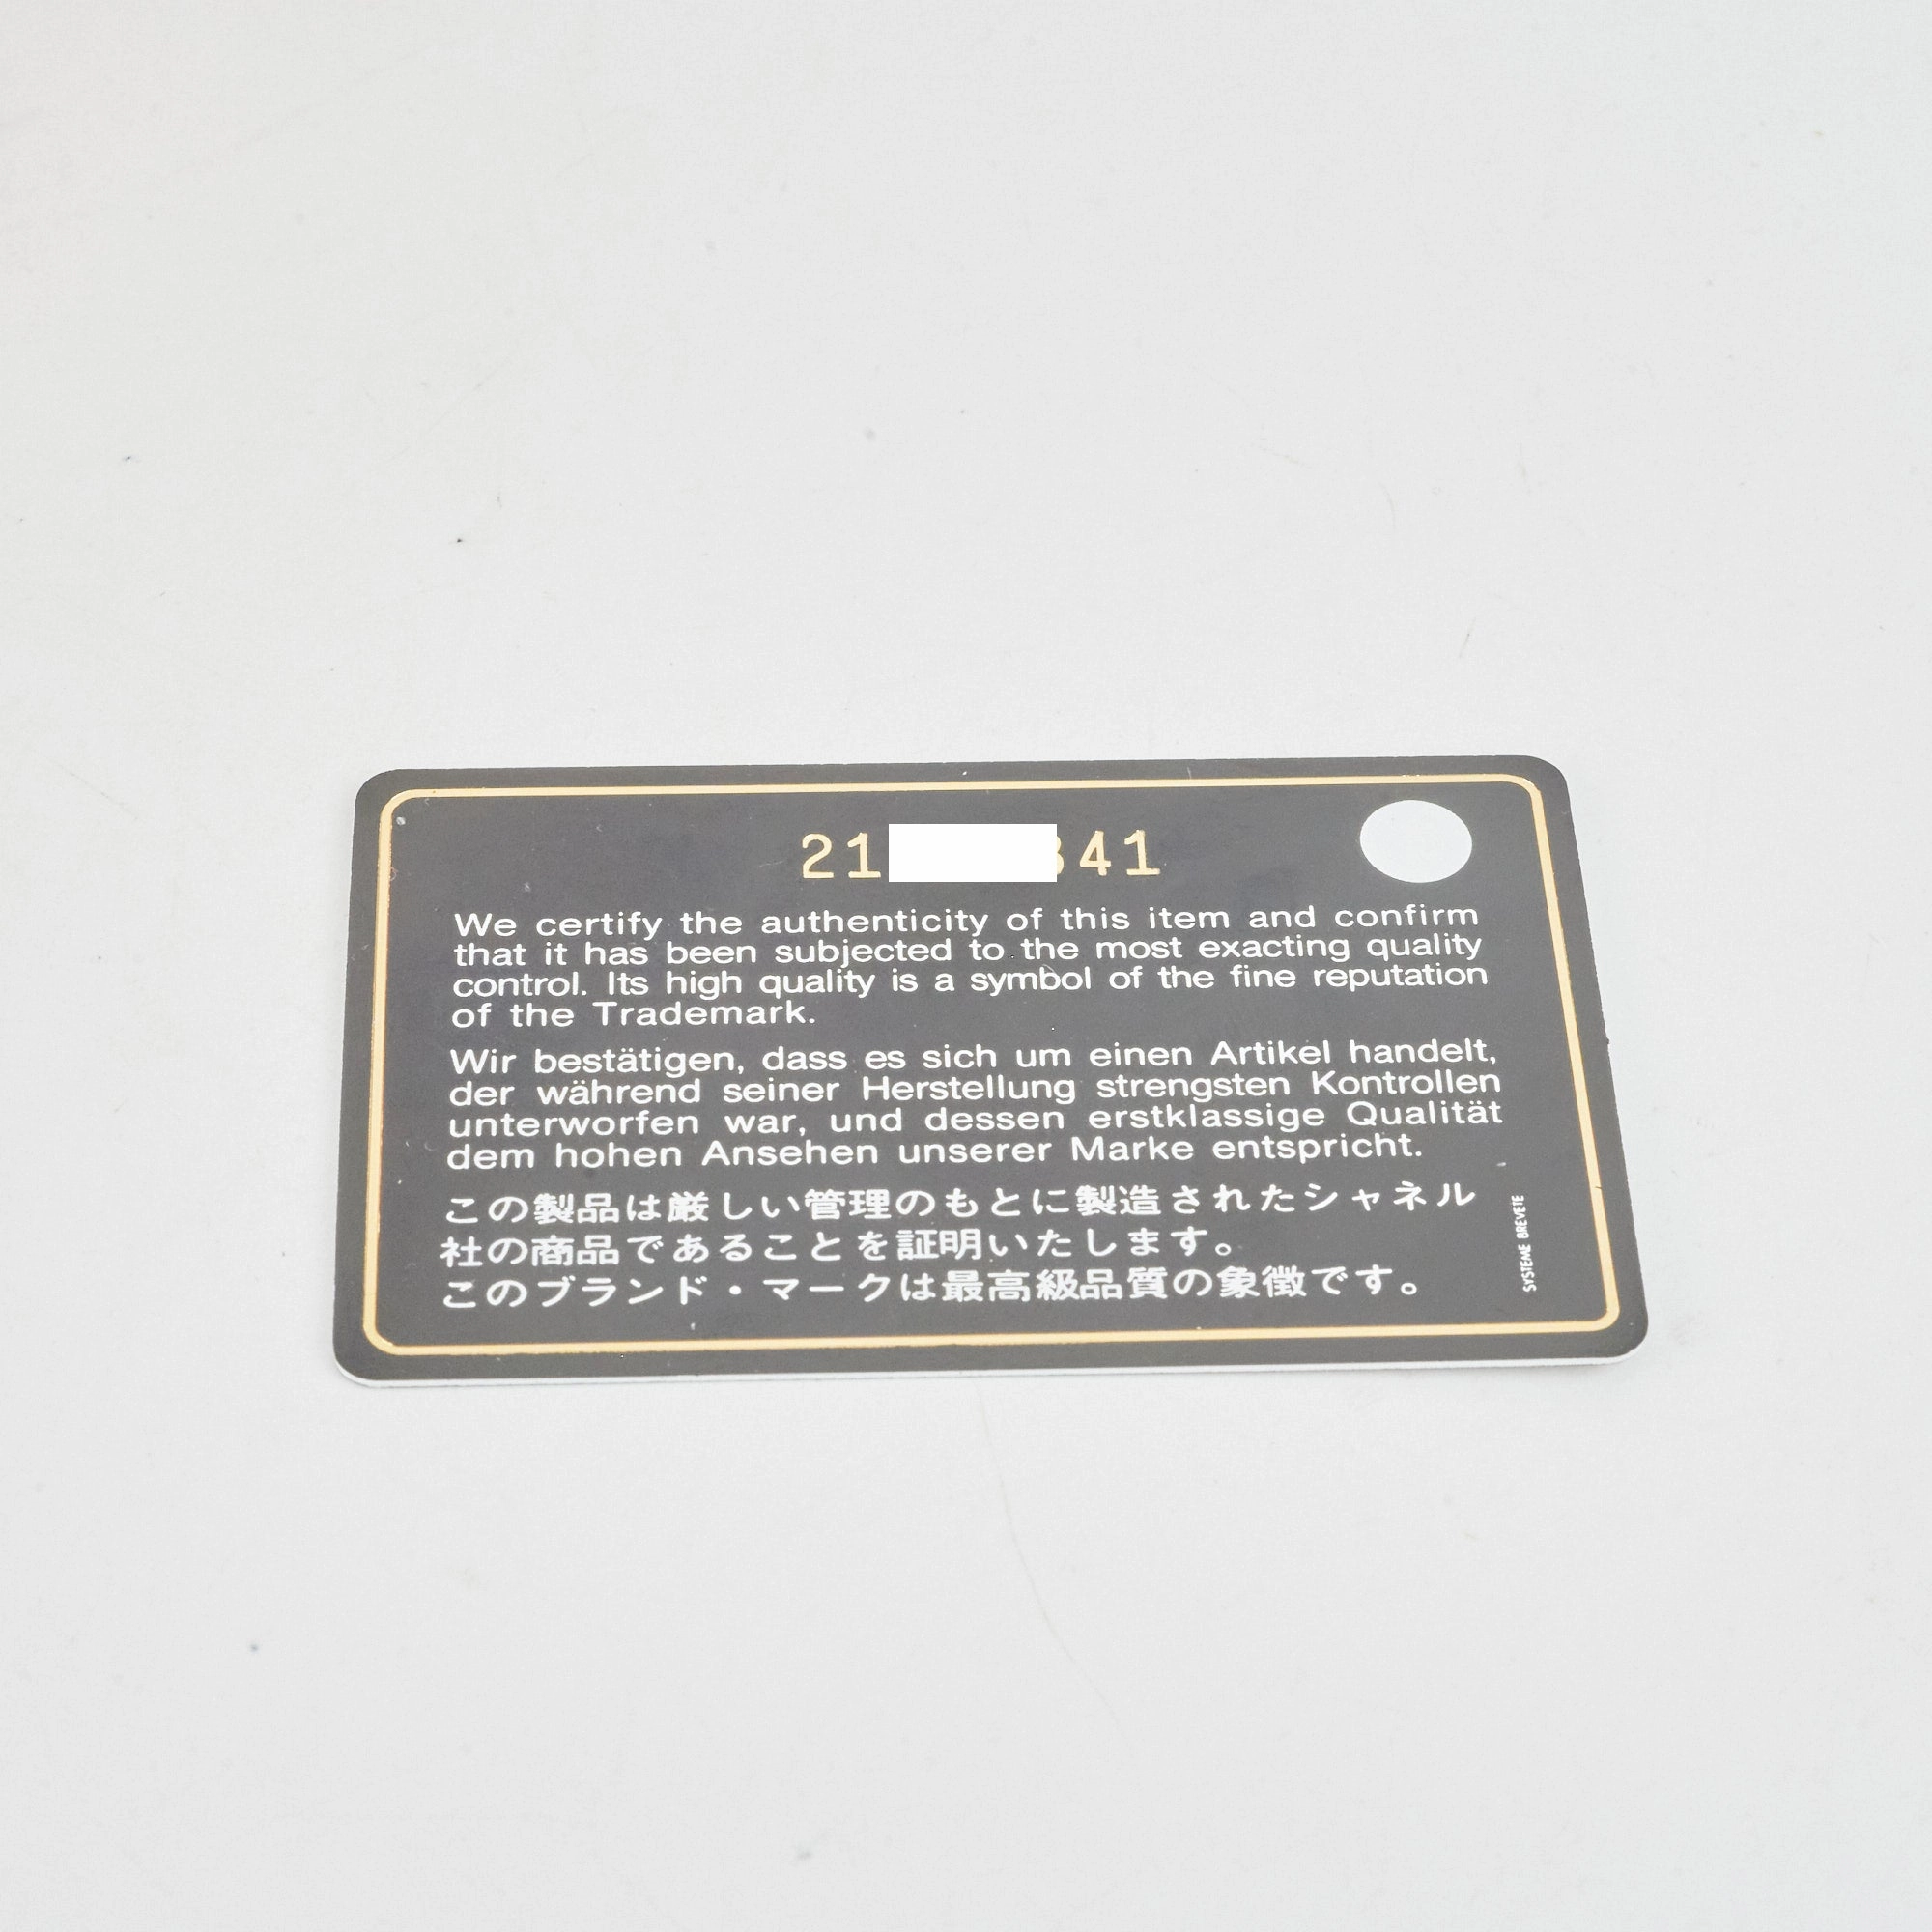 21 841
We certify the authenticity of this item and confirm
that it has been subjected to the most exacting quality
control. Its high quality is a symbol of the fine reputation
of the Trademark.
Wir bestätigen, dass es sich um einen Artikel handelt,
der während seiner Herstellung strengsten Kontrollen
unterworfen war, und dessen erstklassige Qualität
dem hohen Ansehen unserer Marke entspricht.
この製品は厳しい管理のもとに製造されたシャネル
社の商品であることを証明いたします。
このブランド・マークは最高級品質の象徴です。
SYSTEME BREVETE